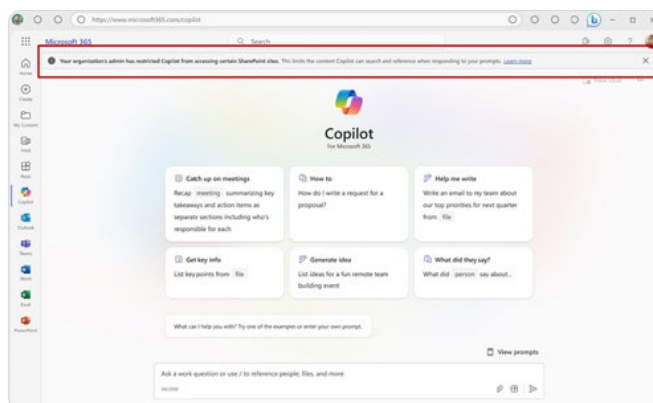 https://www.microsoft365.com/copilot
Microsoft 365
Search
Your organization's admin has restricted Copilot from accessing certain SharePoint sites. This limits the content Copilot can search and reference when responding to your prompts. Learn more
Home
Create
My Content
Feed
Apps
Copilot
Outlook
Teams
Word
Excel
PowerPoint
Copilot
For Microsoft 365
Catch up on meetings
Recap meeting summarizing key
takeaways and action items as
separate sections including who's
responsible for each
How to
How do I write a request for a
proposal?
Help me write
Write an email to my team about
our top priorities for next quarter
from file
Get key info
List key points from file
Generate idea
List ideas for a fun remote team
building event
What did they say?
What did person say about...
What can I help you with? Try one of the examples or enter your own prompt.
View prompts
Ask a work question or use / to reference people, files, and more